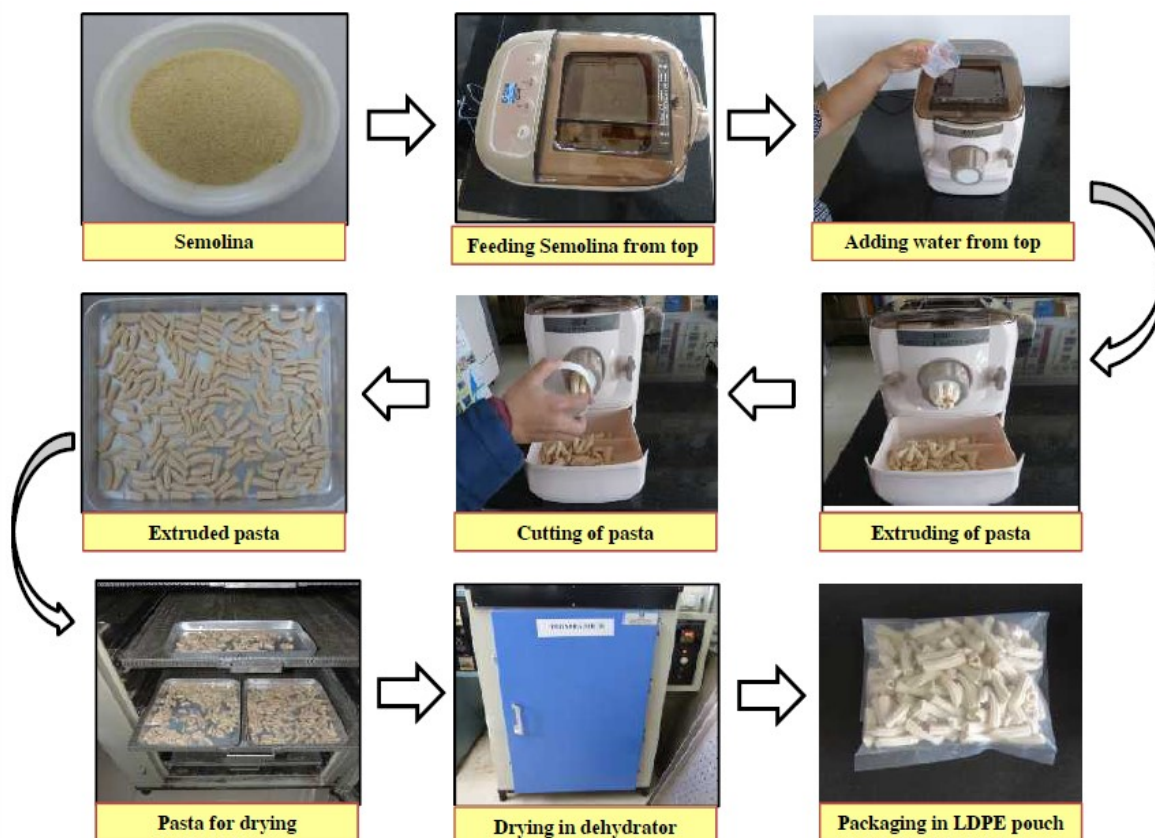 Semolina
Feeding Semolina from top
Adding water from top
Extruded pasta
Cutting of pasta
Extruding of pasta
Pasta for drying
Drying in dehydrator
Packaging in LDPE pouch